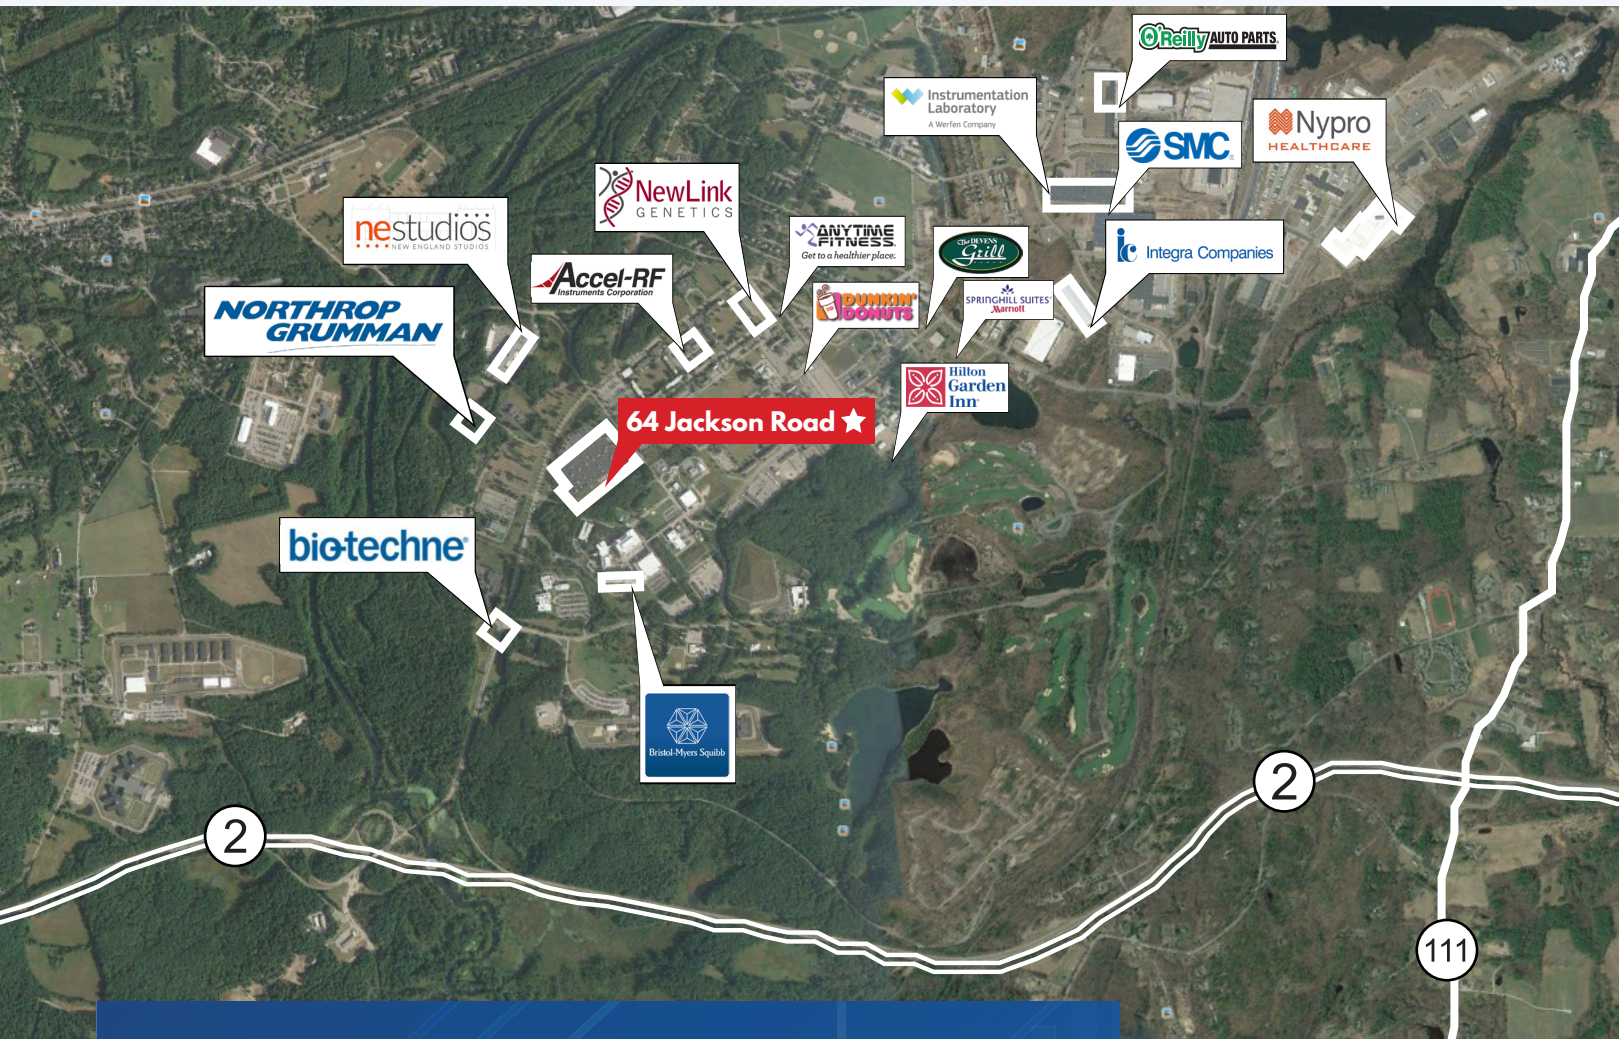 O'Reilly AUTO PARTS
Instrumentation
Laboratory
A Werfen Company
SMC
Nypro
HEALTHCARE
NewLink
GENETICS
nestudios
NEW ENGLAND STUDIOS
ANYTIME
FITNESS
Get to a healthier place.
The DEVENS
Grill
ic Integra Companies
Accel-RF
Instruments Corporation
DUNKIN'
DONUTS
SPRINGHILL SUITES
Marriott
NORTHROP
GRUMMAN
Hilton
Garden
Inn
64 Jackson Road
bio-techne
Bristol-Myers Squibb
2
2
111